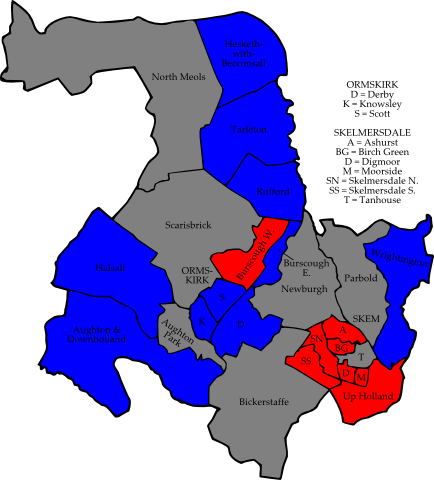 Hesketh-
with-
Becconsall
North Meols
ORMSKIRK
D = Derby
K = Knowsley
S = Scott
Tarleton
SKELMERSDALE
A = Ashurst
BG = Birch Green
D = Digmoor
M = Moorside
SN = Skelmersdale N.
SS = Skelmersdale S.
T = Tanhouse
Rufford
Scarisbrick
Burscough W.
Wrightington
Halsall
ORMS-
KIRK
Burscough
E.
Newburgh
Parbold
S
K
D
SKEM
Aughton &
Downholland
Aughton
Park
A
SN
BG
SS
T
D
M
Bickerstaffe
Up Holland